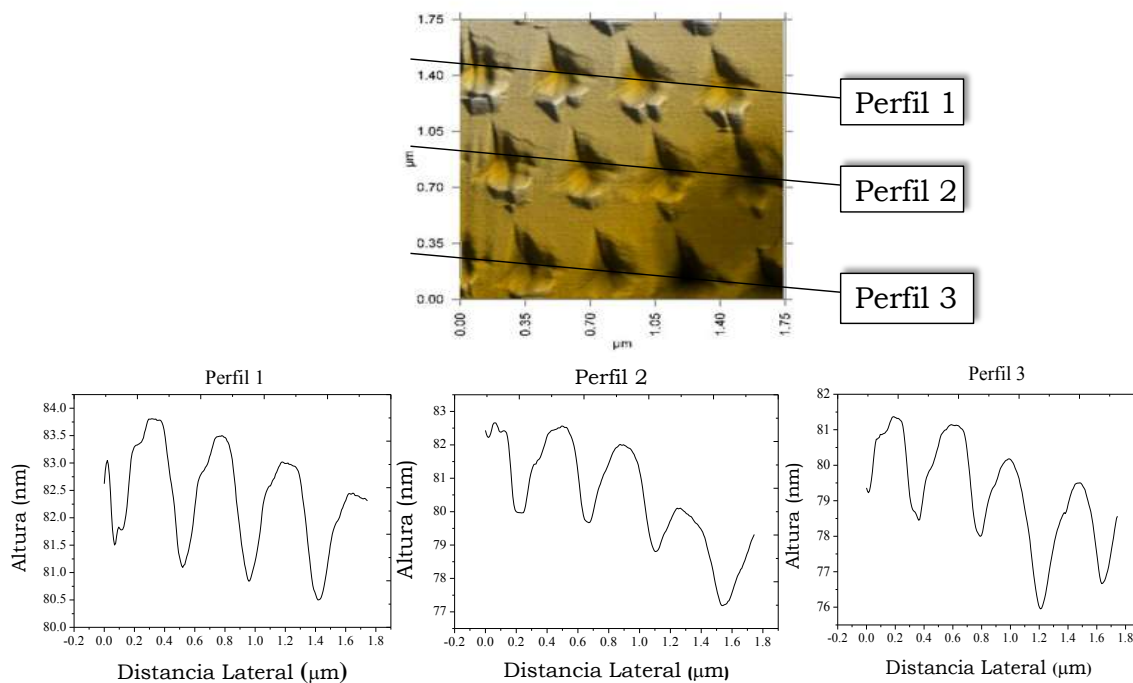 1.75
1.40
1.05
0.70
0.35
0.00
μm
0.00 0.35 0.70 1.05 1.40 1.75
μm
Perfil 1
Perfil 2
Perfil 3
Perfil 1
84.0
83.5
83.0
82.5
82.0
81.5
81.0
80.5
80.0
Altura (nm)
-0.2 0.0 0.2 0.4 0.6 0.8 1.0 1.2 1.4 1.6 1.8
Distancia Lateral (μm)
Perfil 2
83
82
81
80
79
78
77
Altura (nm)
-0.2 0.0 0.2 0.4 0.6 0.8 1.0 1.2 1.4 1.6 1.8
Distancia Lateral (μm)
Perfil 3
82
81
80
79
78
77
76
Altura (nm)
-0.2 0.0 0.2 0.4 0.6 0.8 1.0 1.2 1.4 1.6 1.8
Distancia Lateral (μm)